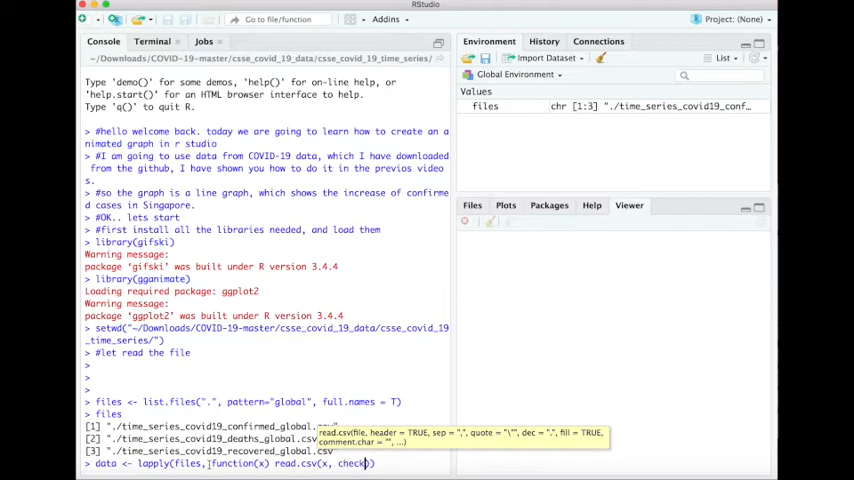 RStudio
Go to file/function
Addins
Project: (None)
Console
Terminal
Jobs
~/Downloads/COVID-19-master/csse_covid_19_data/csse_covid_19_time_series/
Type 'demo()' for some demos, 'help()' for on-line help, or
'help.start()' for an HTML browser interface to help.
Type 'q()' to quit R.
> #hello welcome back. today we are going to learn how to create an a
nimated graph in r studio
> #I am going to use data from COVID-19 data, which I have downloaded
from the github, I have shown you how to do it in the previos video
s.
> #so the graph is a line graph, which shows the increase of confirm
ed cases in Singapore.
> #OK.. lets start
> #first install all the libraries needed, and load them
> library(gifski)
Warning message:
package 'gifski' was built under R version 3.4.4
> library(gganimate)
Loading required package: ggplot2
Warning message:
package 'ggplot2' was built under R version 3.4.4
> setwd("~/Downloads/COVID-19-master/csse_covid_19_data/csse_covid_19
_time_series/")
> #let read the file
>
>
>
> files <- list.files(".", pattern="global", full.names = T)
> files
[1] "./time_series_covid19_confirmed_global.csv"
[2] "./time_series_covid19_deaths_global.csv"
[3] "./time_series_covid19_recovered_global.csv"
> data <- lapply(files, function(x) read.csv(x, check))
read.csv(file, header = TRUE, sep = ",", quote = "\"", dec = ".", fill = TRUE,
comment.char = "", ...)
Environment
History
Connections
Import Dataset
List
Global Environment
Values
files
chr [1:3] "./time_series_covid19_conf…
Files
Plots
Packages
Help
Viewer